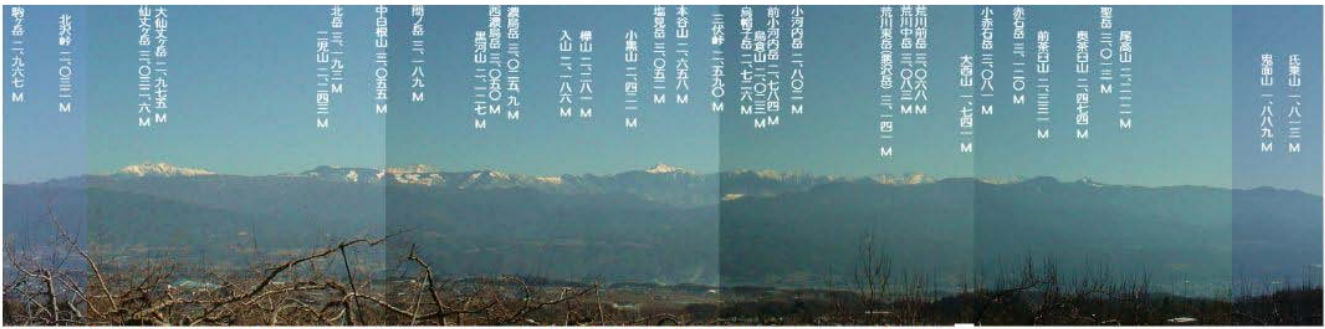 駒ケ岳 二、九六七 M
北沢峠 二、〇三二 M
仙丈ケ岳 三、〇三二、六 M
大仙丈ケ岳 二、九七五 M
二児山 二、二四三 M
北岳 三、一九三 M
中白根山 三、〇五五 M
間ノ岳 三、一八九 M
黒河山 二、一二七 M
西濃鳥岳 三、〇五〇 M
濃鳥岳 三、〇二五、九 M
入山 二、一八六 M
樺山 二、二八一 M
小黒山 二、四二一 M
塩見岳 三、〇五二 M
本谷山 二、六五八 M
三伏峠 二、五九〇 M
烏帽子岳 二、七二六 M
烏倉山 二、〇二三 M
前小河内岳 二、七八四 M
小河内岳 二、八〇二 M
荒川東岳(悪沢岳) 三、一四一 M
荒川中岳 三、〇八三 M
荒川前岳 三、〇六八 M
大西山 一、七四一 M
小赤石岳 三、〇八一 M
赤石岳 三、一二〇 M
前茶臼山 二、三三一 M
奥茶臼山 二、四七四 M
聖岳 三、〇一三 M
尾高山 二、二一二 M
鬼面山 一、八八九 M
氏乗山 一、八一三 M